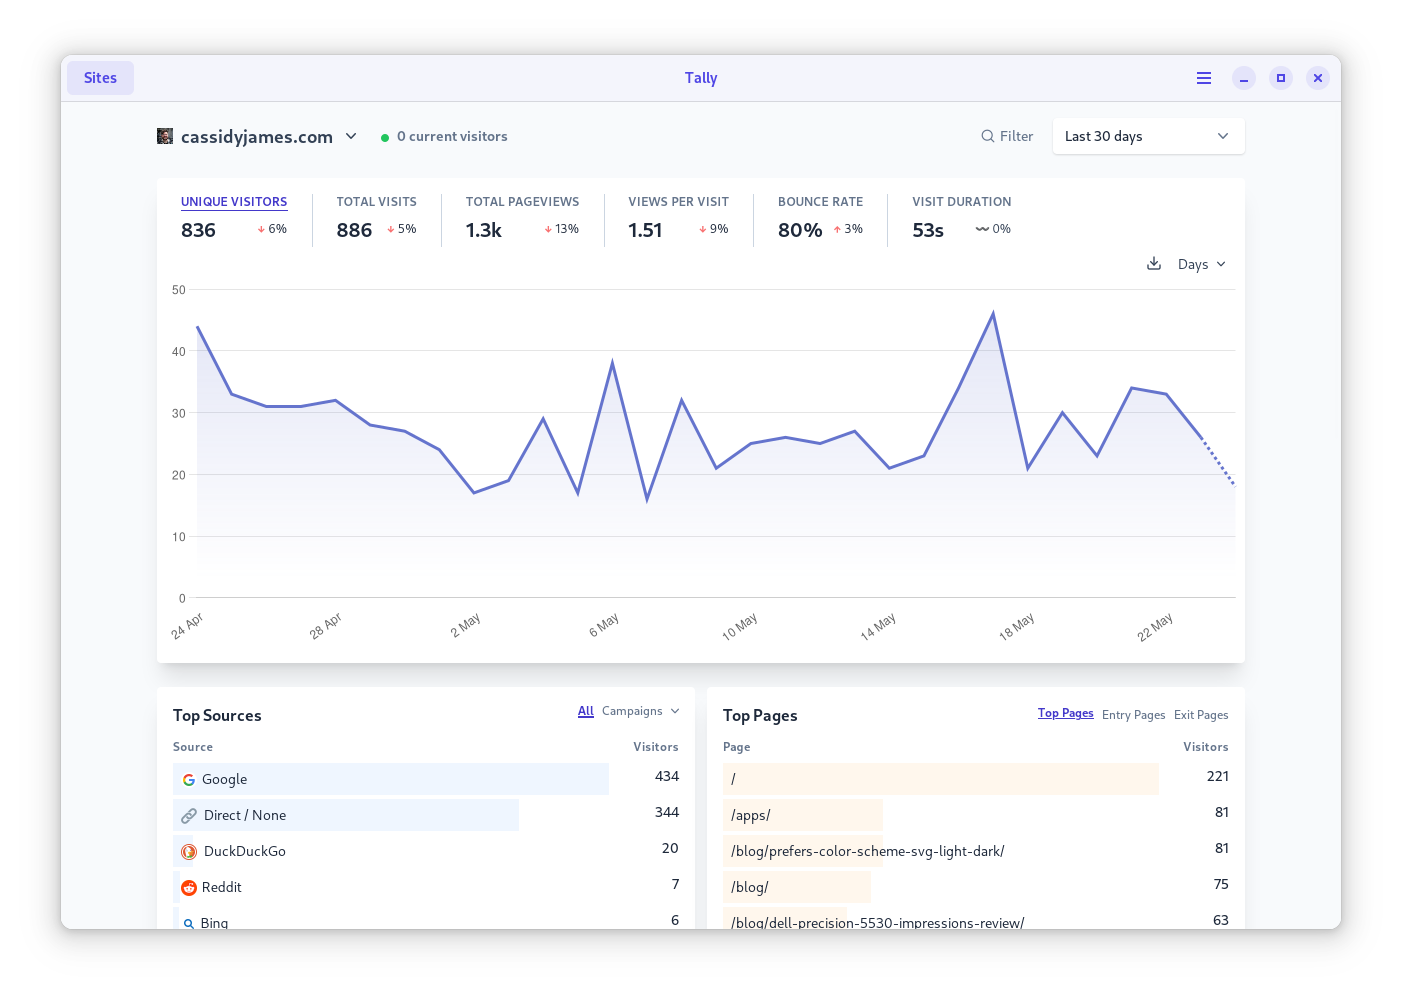 Sites
Tally
cassidyjames.com
0 current visitors
Filter
Last 30 days
UNIQUE VISITORS TOTAL VISITS TOTAL PAGEVIEWS VIEWS PER VISIT BOUNCE RATE VISIT DURATION
836 ↓ 6% 886 ↓ 5% 1.3k ↓ 13% 1.51 ↓ 9% 80% ↑ 3% 53s 〰 0%
Days
50
40
30
20
10
0
24 Apr 28 Apr 2 May 6 May 10 May 14 May 18 May 22 May
Top Sources All Campaigns
Source Visitors
Google 434
Direct / None 344
DuckDuckGo 20
Reddit 7
Bing 6
Top Pages Top Pages Entry Pages Exit Pages
Page Visitors
/ 221
/apps/ 81
/blog/prefers-color-scheme-svg-light-dark/ 81
/blog/ 75
/blog/dell-precision-5530-impressions-review/ 63